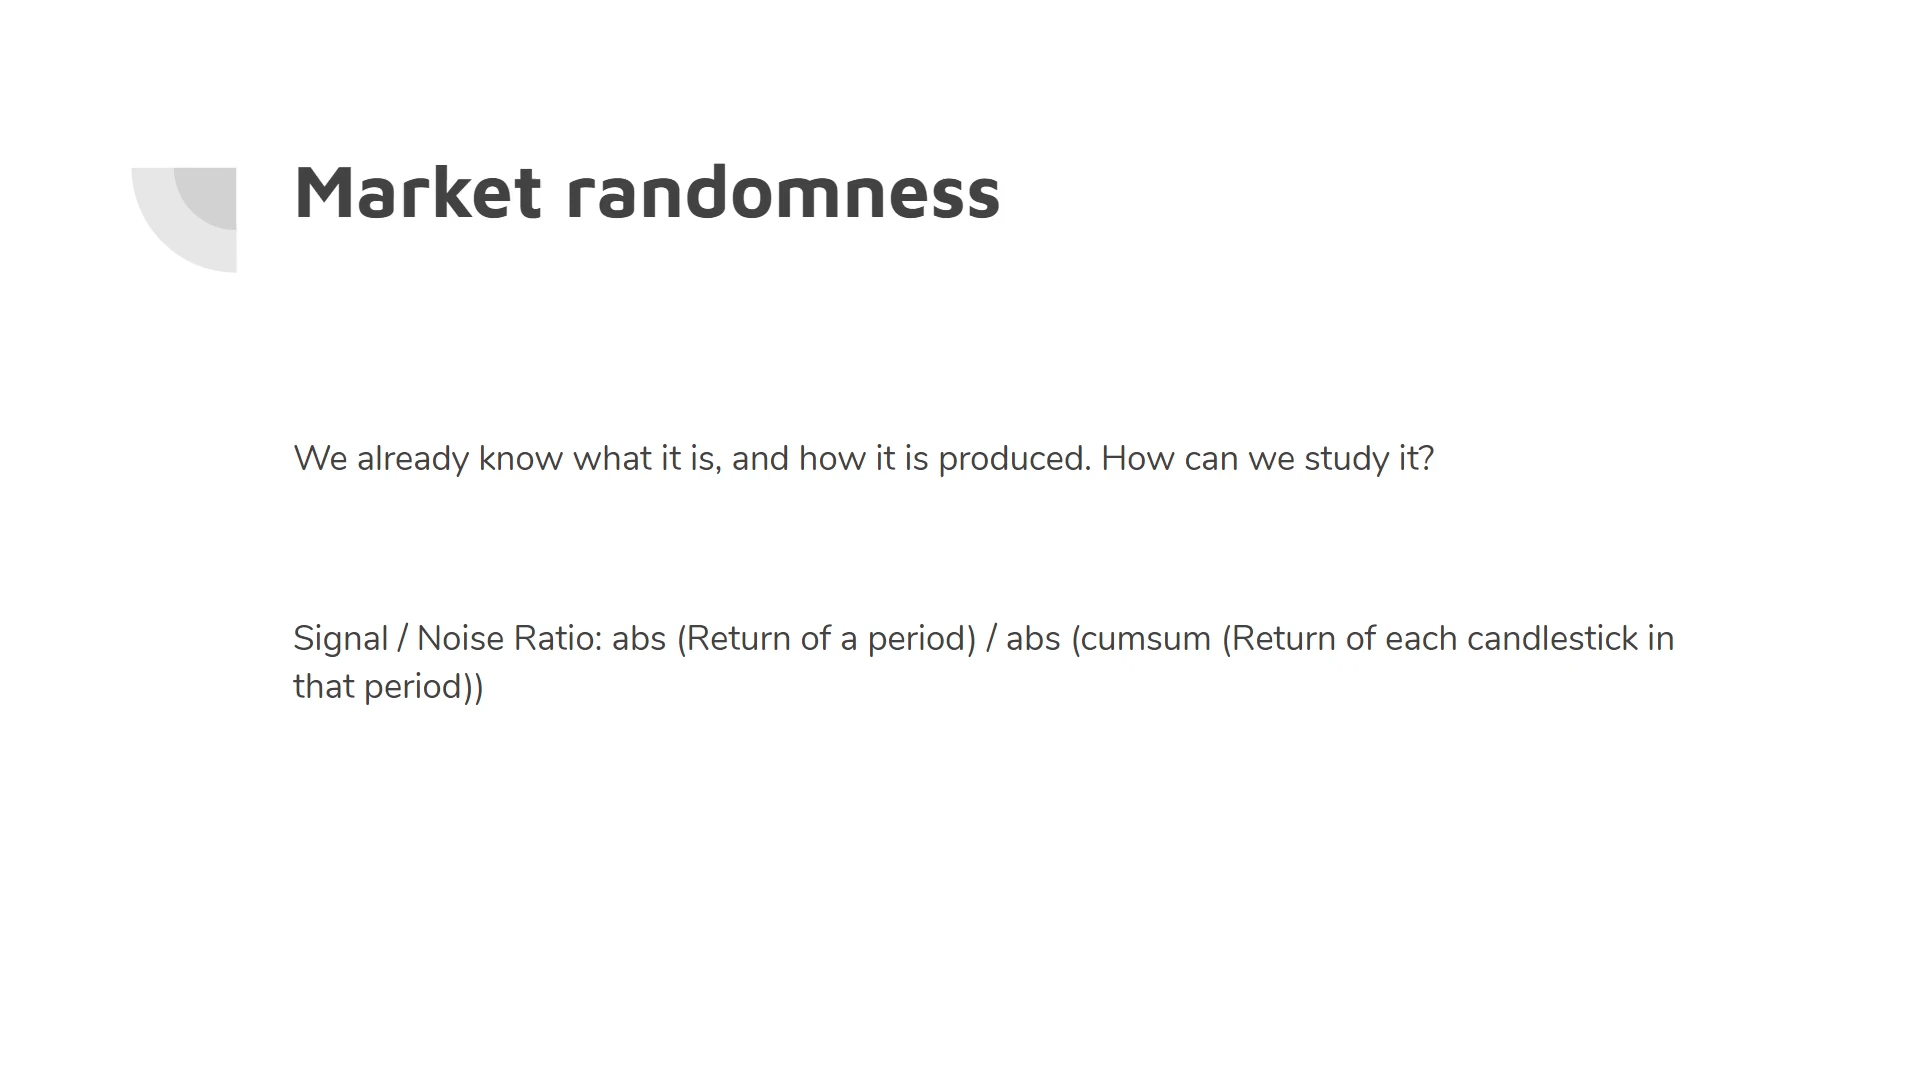 Market randomness
We already know what it is, and how it is produced. How can we study it?
Signal / Noise Ratio: abs (Return of a period) / abs (cumsum (Return of each candlestick in
that period))